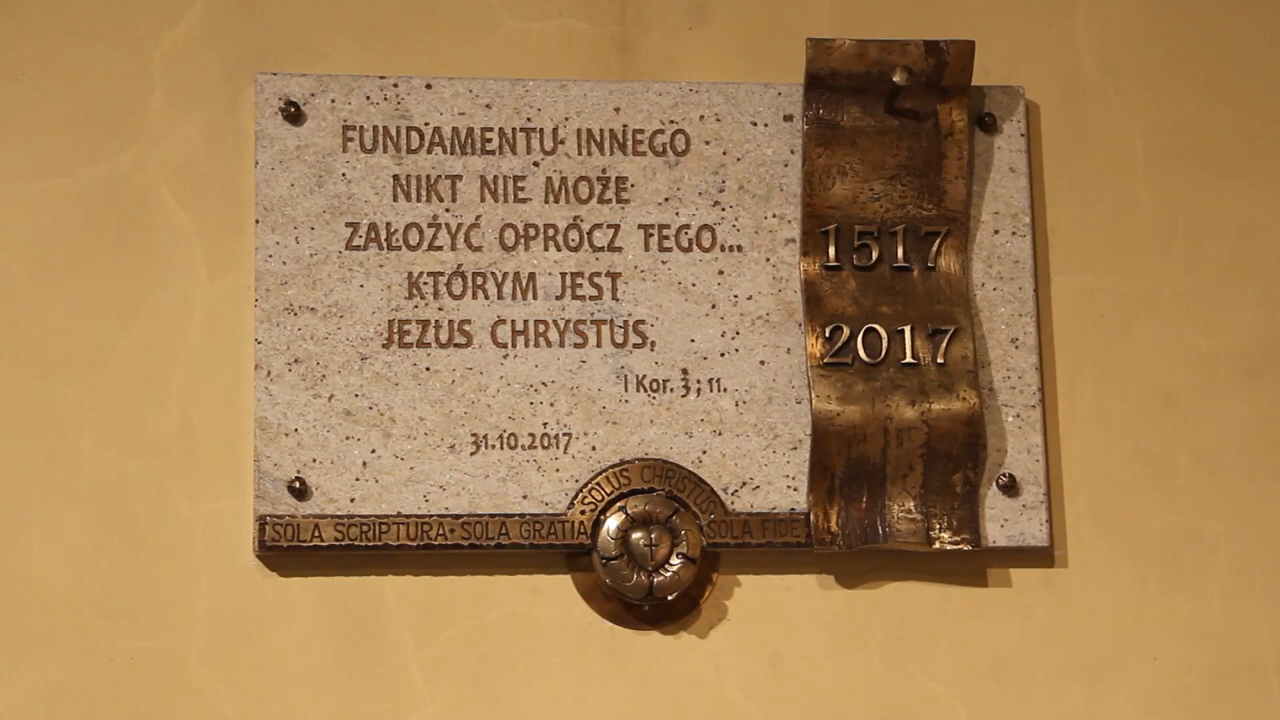 FUNDAMENTU INNEGO
NIKT NIE MOŻE
ZAŁOŻYĆ OPRÓCZ TEGO...
KTÓRYM JEST
JEZUS CHRYSTUS,
I Kor. 3; 11.
31.10.2017
1517
2017
SOLUS CHRISTUS
SOLA SCRIPTURA • SOLA GRATIA SOLA FIDE